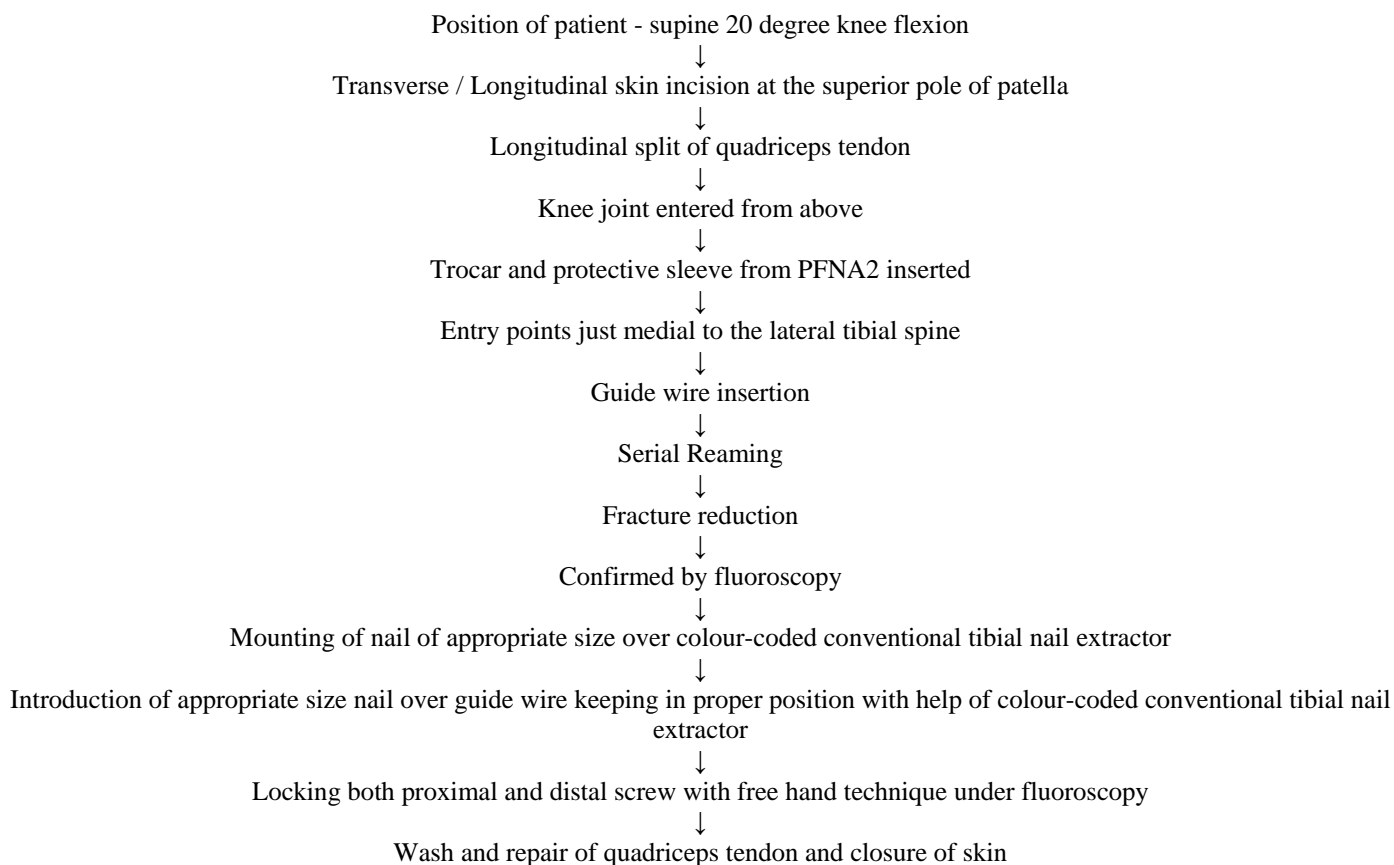 Position of patient - supine 20 degree knee flexion
↓
Transverse / Longitudinal skin incision at the superior pole of patella
↓
Longitudinal split of quadriceps tendon
↓
Knee joint entered from above
↓
Trocar and protective sleeve from PFNA2 inserted
↓
Entry points just medial to the lateral tibial spine
↓
Guide wire insertion
↓
Serial Reaming
↓
Fracture reduction
↓
Confirmed by fluoroscopy
↓
Mounting of nail of appropriate size over colour-coded conventional tibial nail extractor
↓
Introduction of appropriate size nail over guide wire keeping in proper position with help of colour-coded conventional tibial nail
extractor
↓
Locking both proximal and distal screw with free hand technique under fluoroscopy
↓
Wash and repair of quadriceps tendon and closure of skin